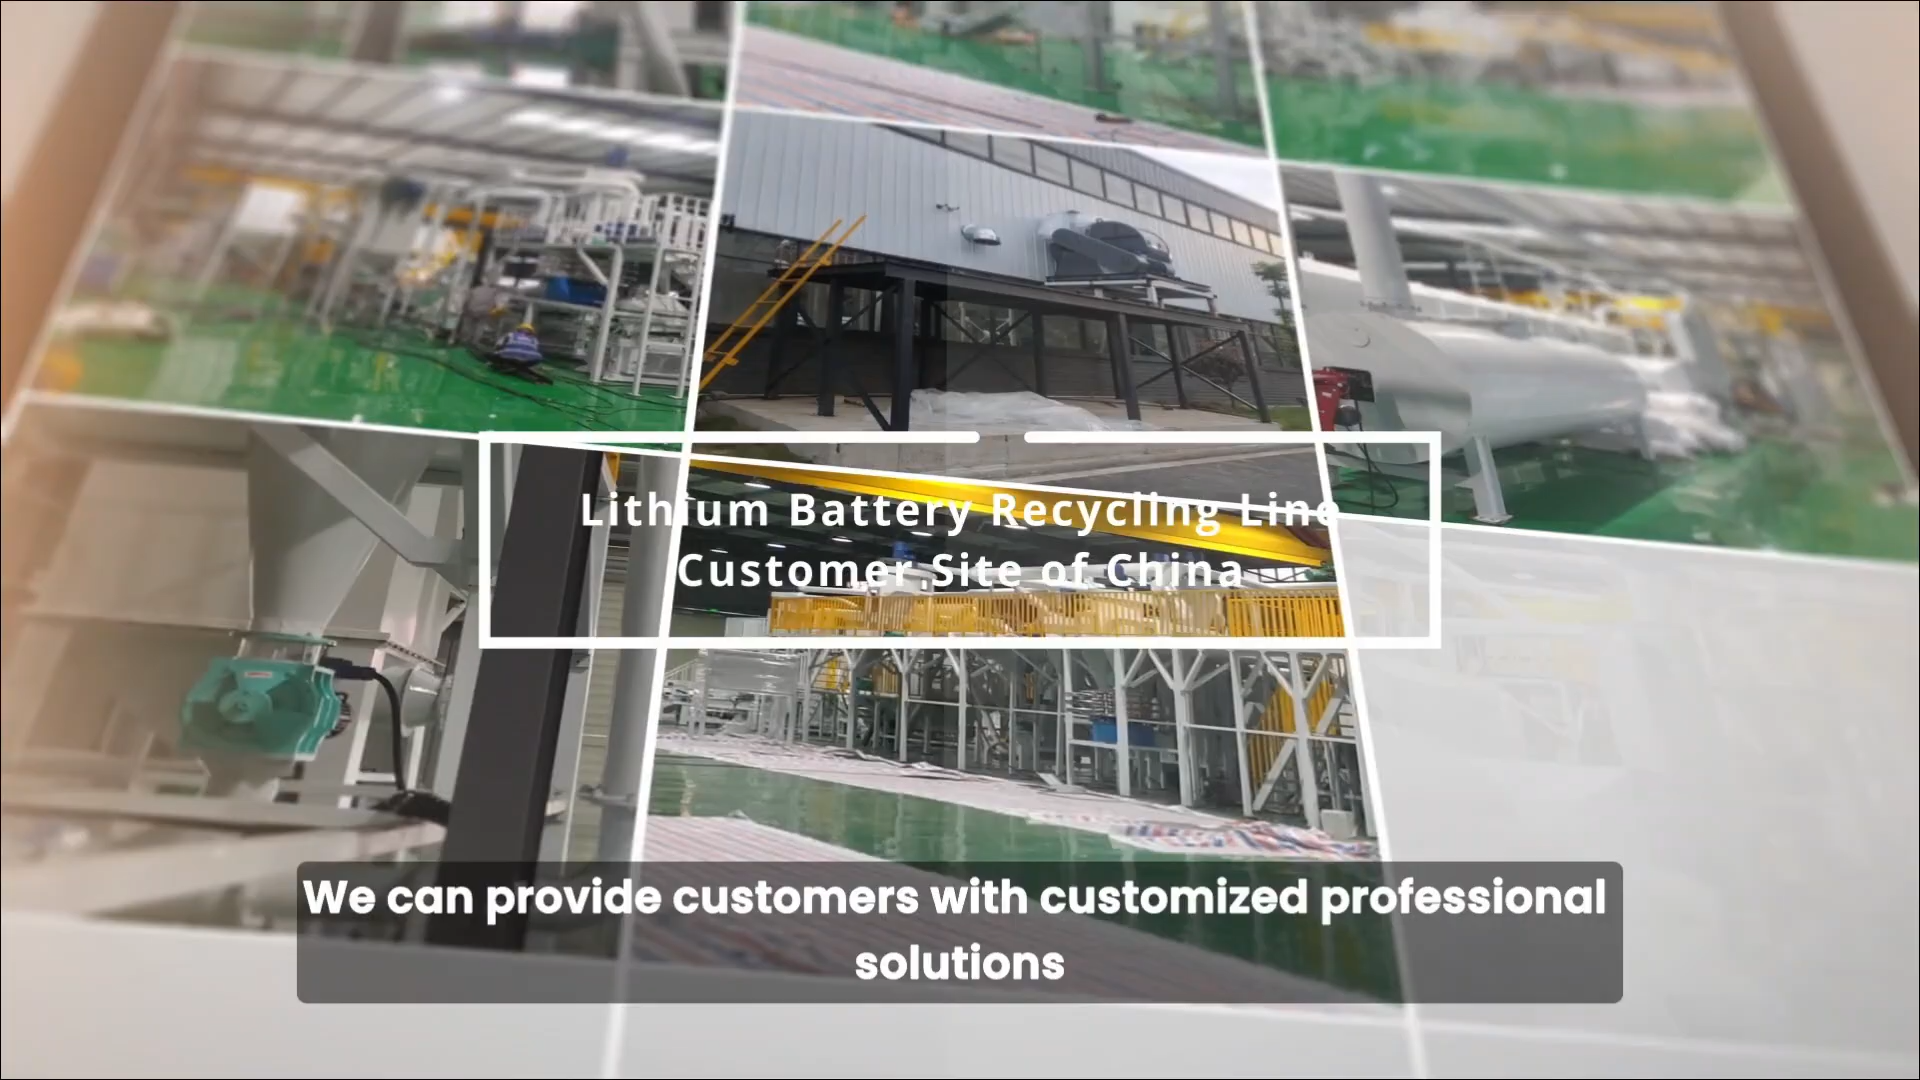 Lithium Battery Recycling Line
Customer Site of China
We can provide customers with customized professional
solutions